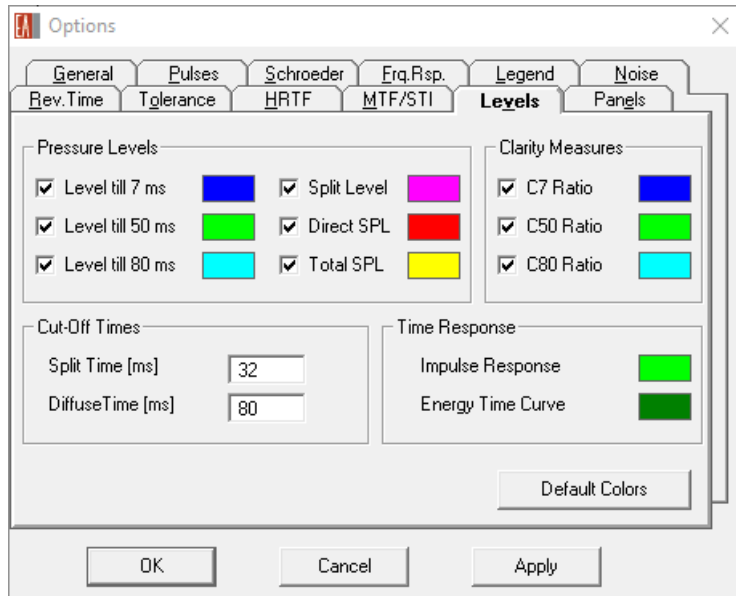 EA Options
General Pulses Schroeder Frq.Rsp. Legend Noise
Rev.Time Tolerance HRTF MTF/STI Levels Panels
Pressure Levels
Level till 7 ms Split Level
Level till 50 ms Direct SPL
Level till 80 ms Total SPL
Clarity Measures
C7 Ratio
C50 Ratio
C80 Ratio
Cut-Off Times
Split Time [ms] 32
DiffuseTime [ms] 80
Time Response
Impulse Response
Energy Time Curve
Default Colors
OK Cancel Apply